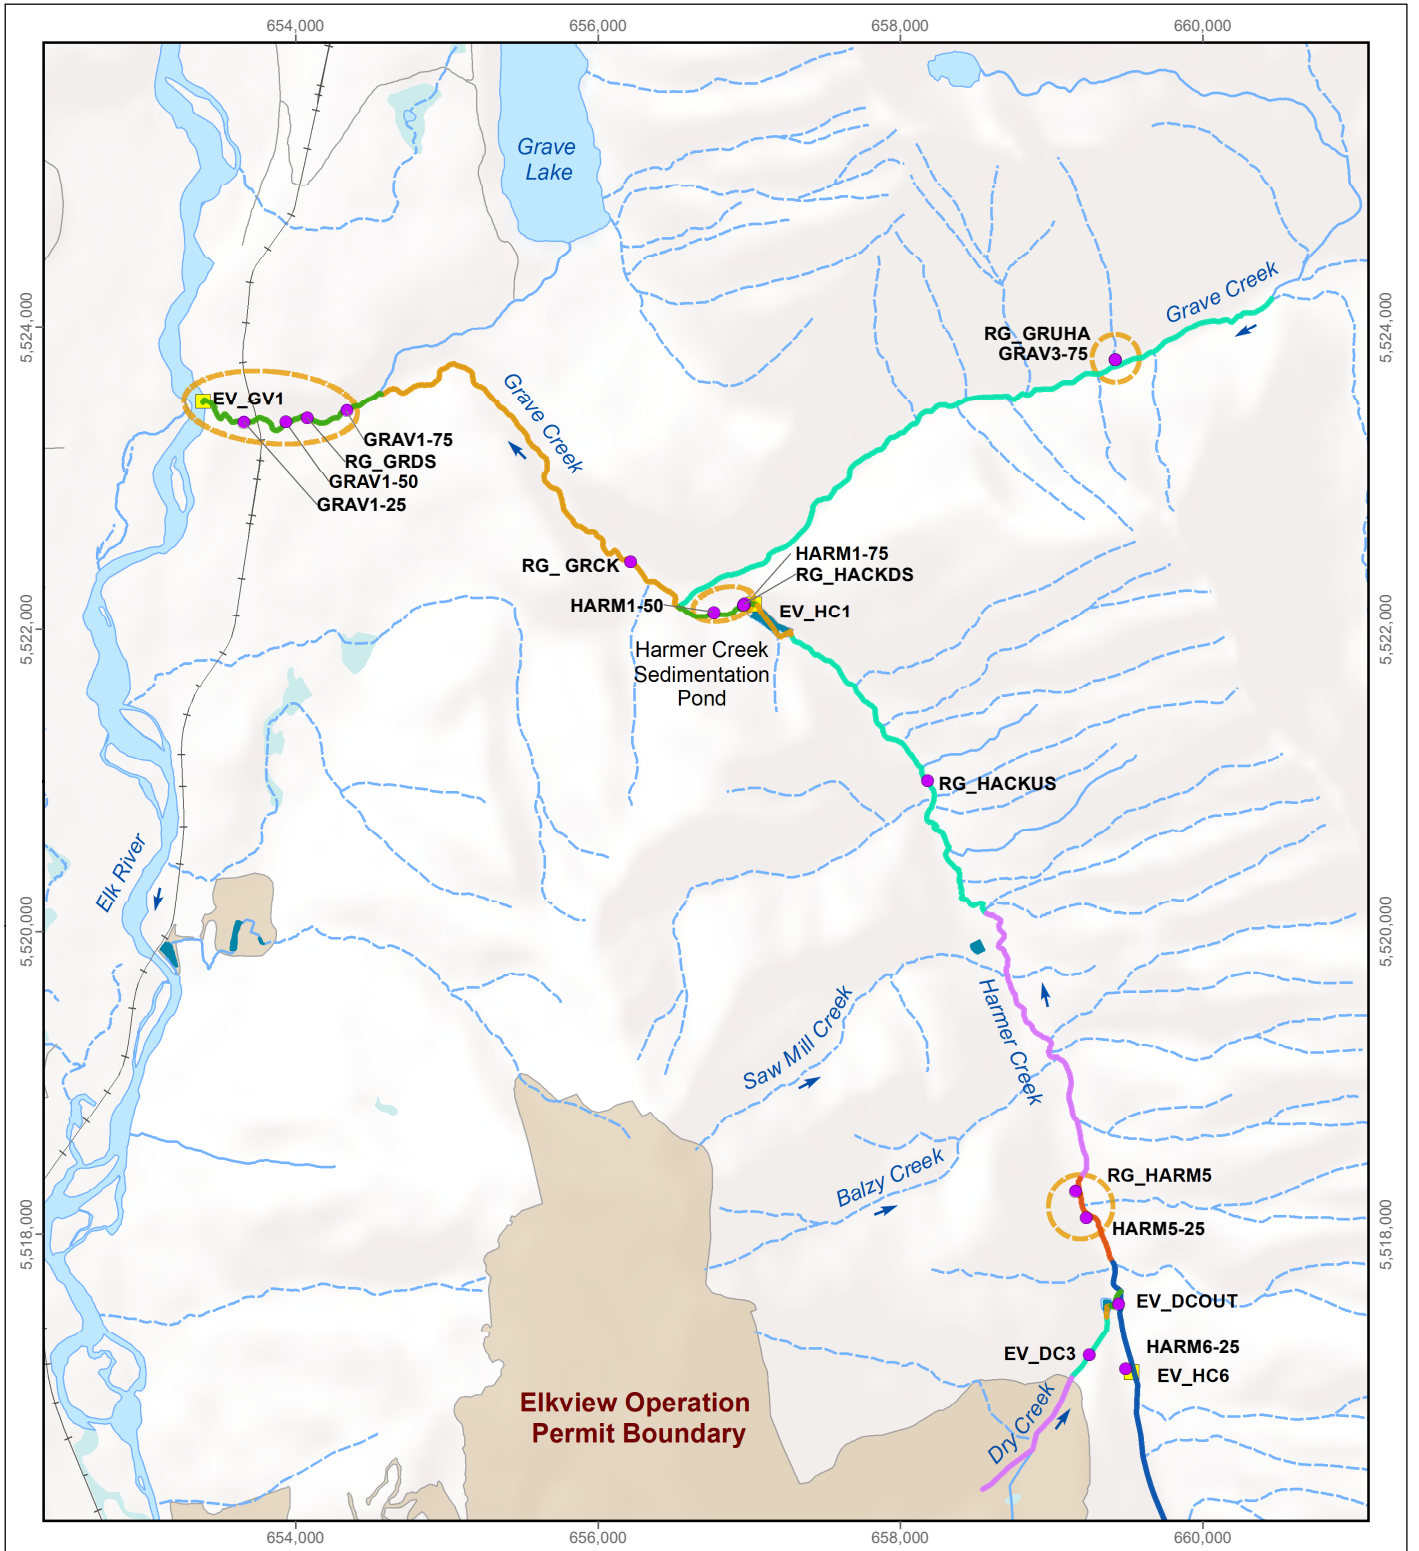 654,000
656,000
658,000
660,000
Grave
Lake
Grave Creek
5,524,000
5,524,000
RG_GRUHA
GRAV3-75
EV_GV1
Grave Creek
GRAV1-75
RG_GRDS
GRAV1-50
GRAV1-25
HARM1-75
RG_ GRCK
RG_HACKDS
HARM1-50
EV_HC1
5,522,000
5,522,000
Harmer Creek
Sedimentation
Pond
RG_HACKUS
Elk River
5,520,000
5,520,000
Saw Mill Creek
Harmer Creek
Balzy Creek
RG_HARM5
HARM5-25
5,518,000
5,518,000
EV_DCOUT
HARM6-25
EV_DC3
EV_HC6
Elkview Operation
Permit Boundary
Dry Creek
654,000
656,000
658,000
660,000